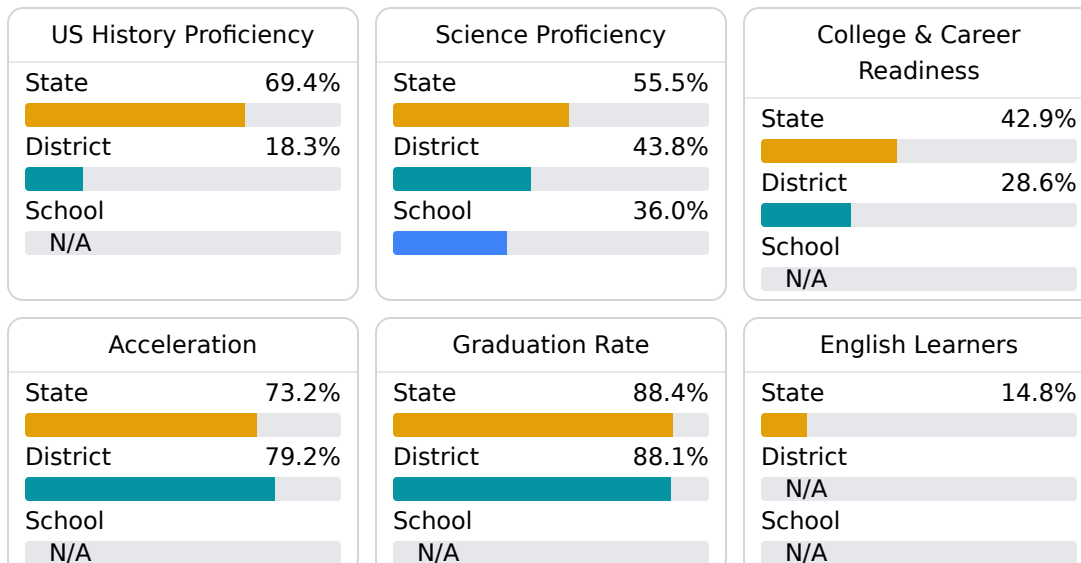 US History Proficiency
State 69.4%
District 18.3%
School
N/A
Science Proficiency
State 55.5%
District 43.8%
School 36.0%
College & Career
Readiness
State 42.9%
District 28.6%
School
N/A
Acceleration
State 73.2%
District 79.2%
School
N/A
Graduation Rate
State 88.4%
District 88.1%
School
N/A
English Learners
State 14.8%
District
N/A
School
N/A